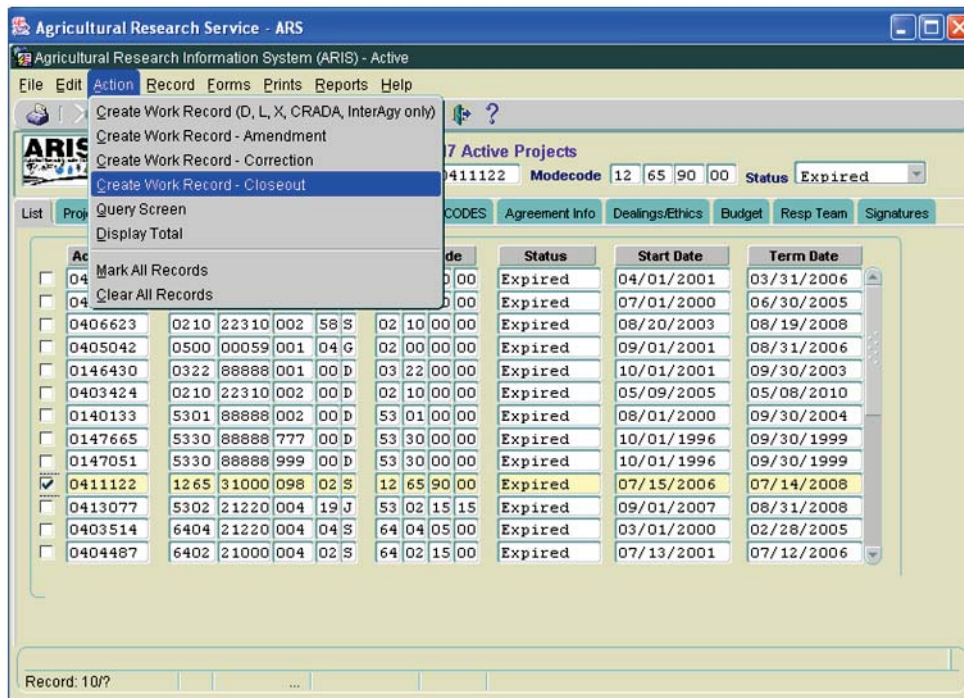 Agricultural Research Service - ARS
Agricultural Research Information System (ARIS) - Active
File Edit Action Record Forms Prints Reports Help
Create Work Record (D, L, X, CRADA, InterAgy only)
Create Work Record - Amendment
Create Work Record - Correction
Create Work Record - Closeout
Query Screen
Display Total
Mark All Records
Clear All Records
ARIS
7 Active Projects
0411122 Modecode 12 65 90 00 Status Expired
List Proj CODES Agreement Info Dealings/Ethics Budget Resp Team Signatures
Ac de Status Start Date Term Date
04 00 Expired 04/01/2001 03/31/2006
04 00 Expired 07/01/2000 06/30/2005
0406623 0210 22310 002 58 S 02 10 00 00 Expired 08/20/2003 08/19/2008
0405042 0500 00059 001 04 G 02 00 00 00 Expired 09/01/2001 08/31/2006
0146430 0322 88888 001 00 D 03 22 00 00 Expired 10/01/2001 09/30/2003
0403424 0210 22310 002 00 D 02 10 00 00 Expired 05/09/2005 05/08/2010
0140133 5301 88888 002 00 D 53 01 00 00 Expired 08/01/2000 09/30/2004
0147665 5330 88888 777 00 D 53 30 00 00 Expired 10/01/1996 09/30/1999
0147051 5330 88888 999 00 D 53 30 00 00 Expired 10/01/1996 09/30/1999
0411122 1265 31000 098 02 S 12 65 90 00 Expired 07/15/2006 07/14/2008
0413077 5302 21220 004 19 J 53 02 15 15 Expired 09/01/2007 08/31/2008
0403514 6404 21220 004 04 S 64 04 05 00 Expired 03/01/2000 02/28/2005
0404487 6402 21000 004 02 S 64 02 15 00 Expired 07/13/2001 07/12/2006
Record: 10/? ...